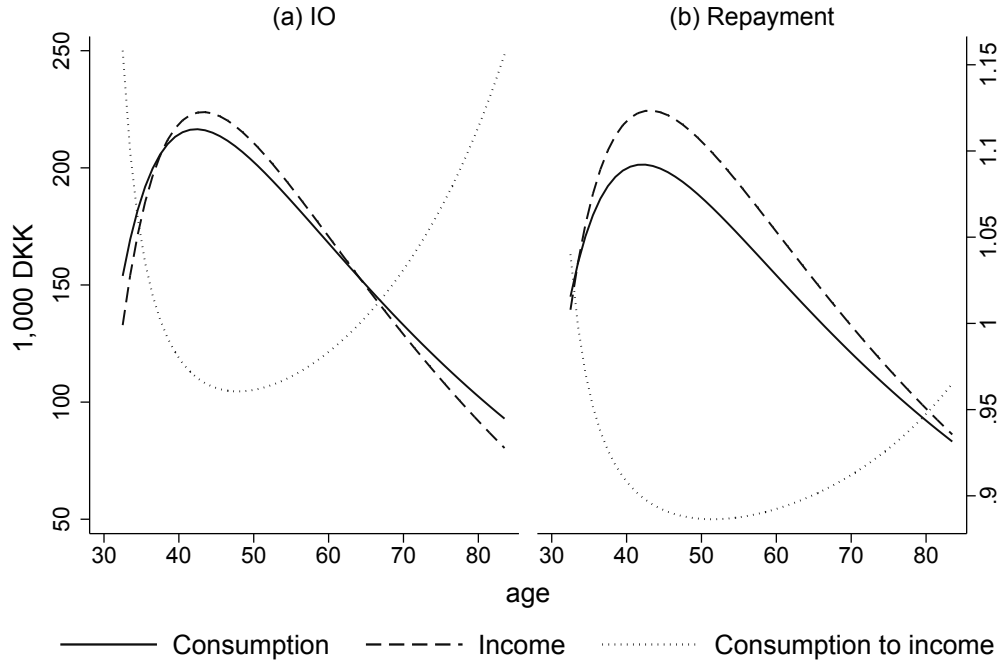 (a) IO
(b) Repayment
250
200
150
100
50
1,000 DKK
1.15
1.1
1.05
1
.95
.9
30 40 50 60 70 80
30 40 50 60 70 80
age
Consumption
Income
Consumption to income